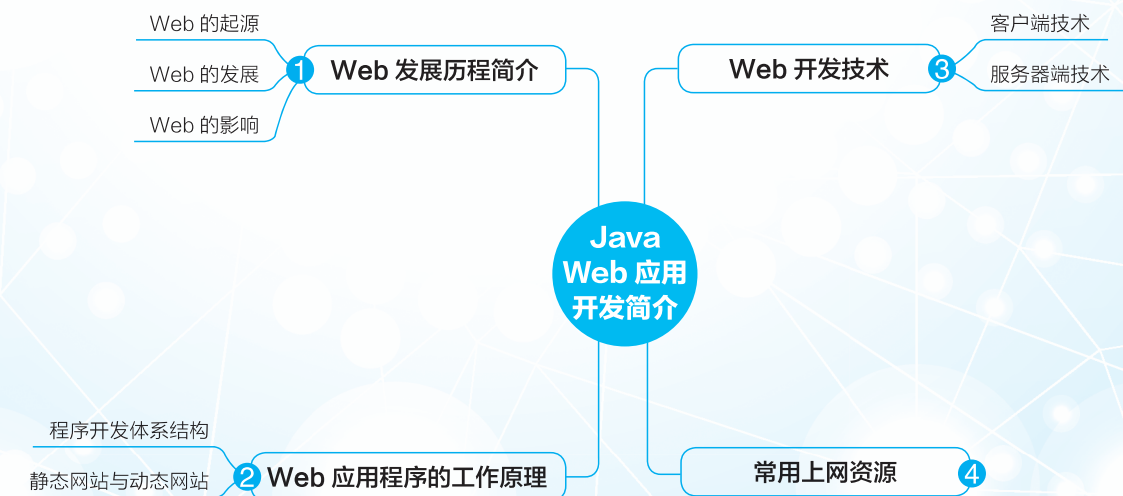 Web 的起源
Web 的发展
Web 的影响
1 Web 发展历程简介
Web 开发技术 3
客户端技术
服务器端技术
Java
Web 应用
开发简介
程序开发体系结构
静态网站与动态网站
2 Web 应用程序的工作原理
常用上网资源 4